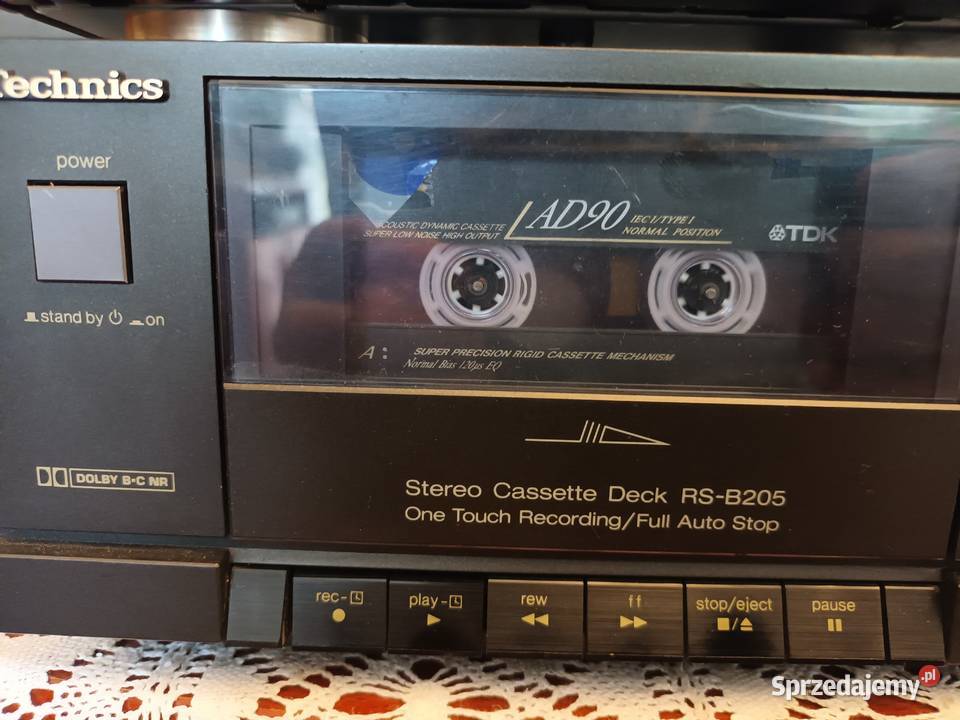 Technics
power
stand by on
DOLBY B·C NR
ACOUSTIC DYNAMIC CASSETTE
SUPER LOW NOISE HIGH OUTPUT
AD90
IEC I/TYPE I
NORMAL POSITION
TDK
A:
SUPER PRECISION RIGID CASSETTE MECHANISM
Normal Bias 120µs EQ
Stereo Cassette Deck RS-B205
One Touch Recording/Full Auto Stop
rec-
play-
rew
ff
stop/eject
pause
Sprzedajemy.pl